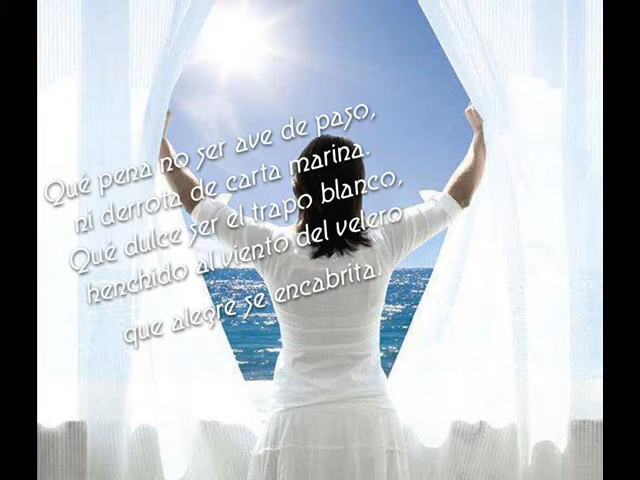 Qué pena no ser ave de paso,
ni derrota de carta marina.
Qué dulce ser el trapo blanco,
henchido al viento del velero
que alegre se encabrita.